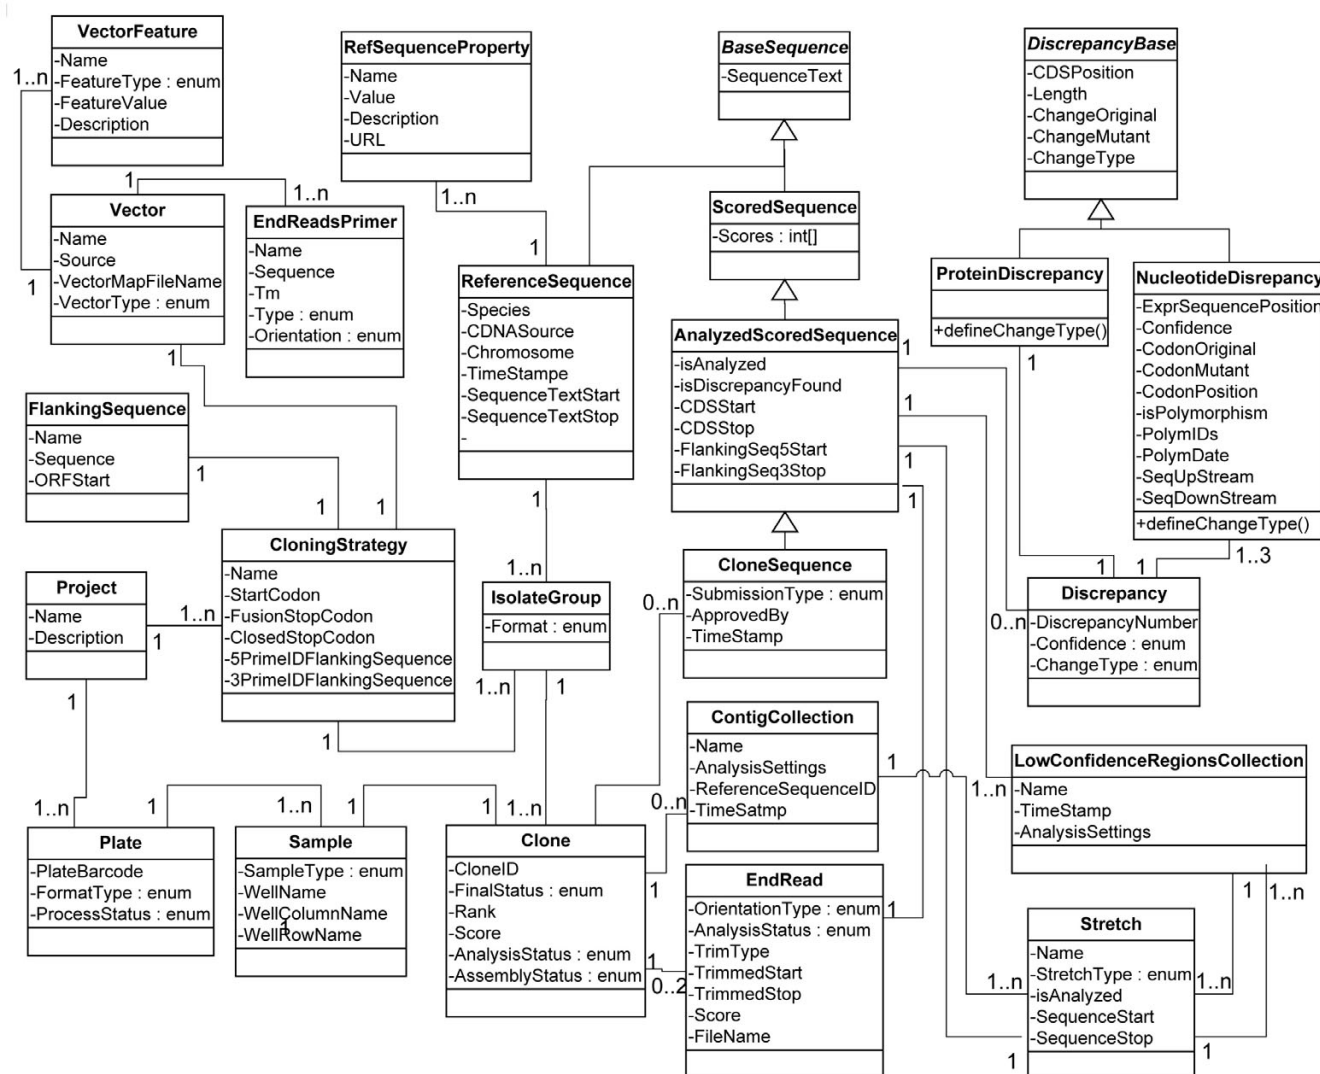 VectorFeature
-Name
-FeatureType : enum
-FeatureValue
-Description
1..n
1
RefSequenceProperty
-Name
-Value
-Description
-URL
1..n
1
BaseSequence
-SequenceText
DiscrepancyBase
-CDSPosition
-Length
-ChangeOriginal
-ChangeMutant
-ChangeType
Vector
-Name
-Source
-VectorMapFileName
-VectorType : enum
1
1..n
1
EndReadsPrimer
-Name
-Sequence
-Tm
-Type : enum
-Orientation : enum
ReferenceSequence
-Species
-CDNASource
-Chromosome
-TimeStampe
-SequenceTextStart
-SequenceTextStop
-
1
1..n
ScoredSequence
-Scores : int[]
AnalyzedScoredSequence
-isAnalyzed
-isDiscrepancyFound
-CDSStart
-CDSStop
-FlankingSeq5Start
-FlankingSeq3Stop
1
1
1
1
ProteinDiscrepancy
+defineChangeType()
1
1
NucleotideDisrepancy
-ExprSequencePosition
-Confidence
-CodonOriginal
-CodonMutant
-CodonPosition
-isPolymorphism
-PolymIDs
-PolymDate
-SeqUpStream
-SeqDownStream
+defineChangeType()
1..3
1
FlankingSequence
-Name
-Sequence
-ORFStart
1
1
1
CloningStrategy
-Name
-StartCodon
-FusionStopCodon
-ClosedStopCodon
-5PrimeIDFlankingSequence
-3PrimeIDFlankingSequence
1..n
1
Project
-Name
-Description
1
1
1..n
IsolateGroup
-Format : enum
1..n
1
1..n
CloneSequence
-SubmissionType : enum
-ApprovedBy
-TimeStamp
0..n
Discrepancy
-DiscrepancyNumber
-Confidence : enum
-ChangeType : enum
0..n
ContigCollection
-Name
-AnalysisSettings
-ReferenceSequenceID
-TimeSatmp
0..n
1
1
LowConfidenceRegionsCollection
-Name
-TimeStamp
-AnalysisSettings
1..n
1
1..n
Plate
-PlateBarcode
-FormatType : enum
-ProcessStatus : enum
1
1..n
Sample
-SampleType : enum
-WellName
-WellColumnName
-WellRowName
1
1
1
Clone
-CloneID
-FinalStatus : enum
-Rank
-Score
-AnalysisStatus : enum
-AssemblyStatus : enum
1
0..2
EndRead
-OrientationType : enum
-AnalysisStatus : enum
-TrimType
-TrimmedStart
-TrimmedStop
-Score
-FileName
1
Stretch
-Name
-StretchType : enum
-isAnalyzed
-SequenceStart
-SequenceStop
1..n
1..n
1
1